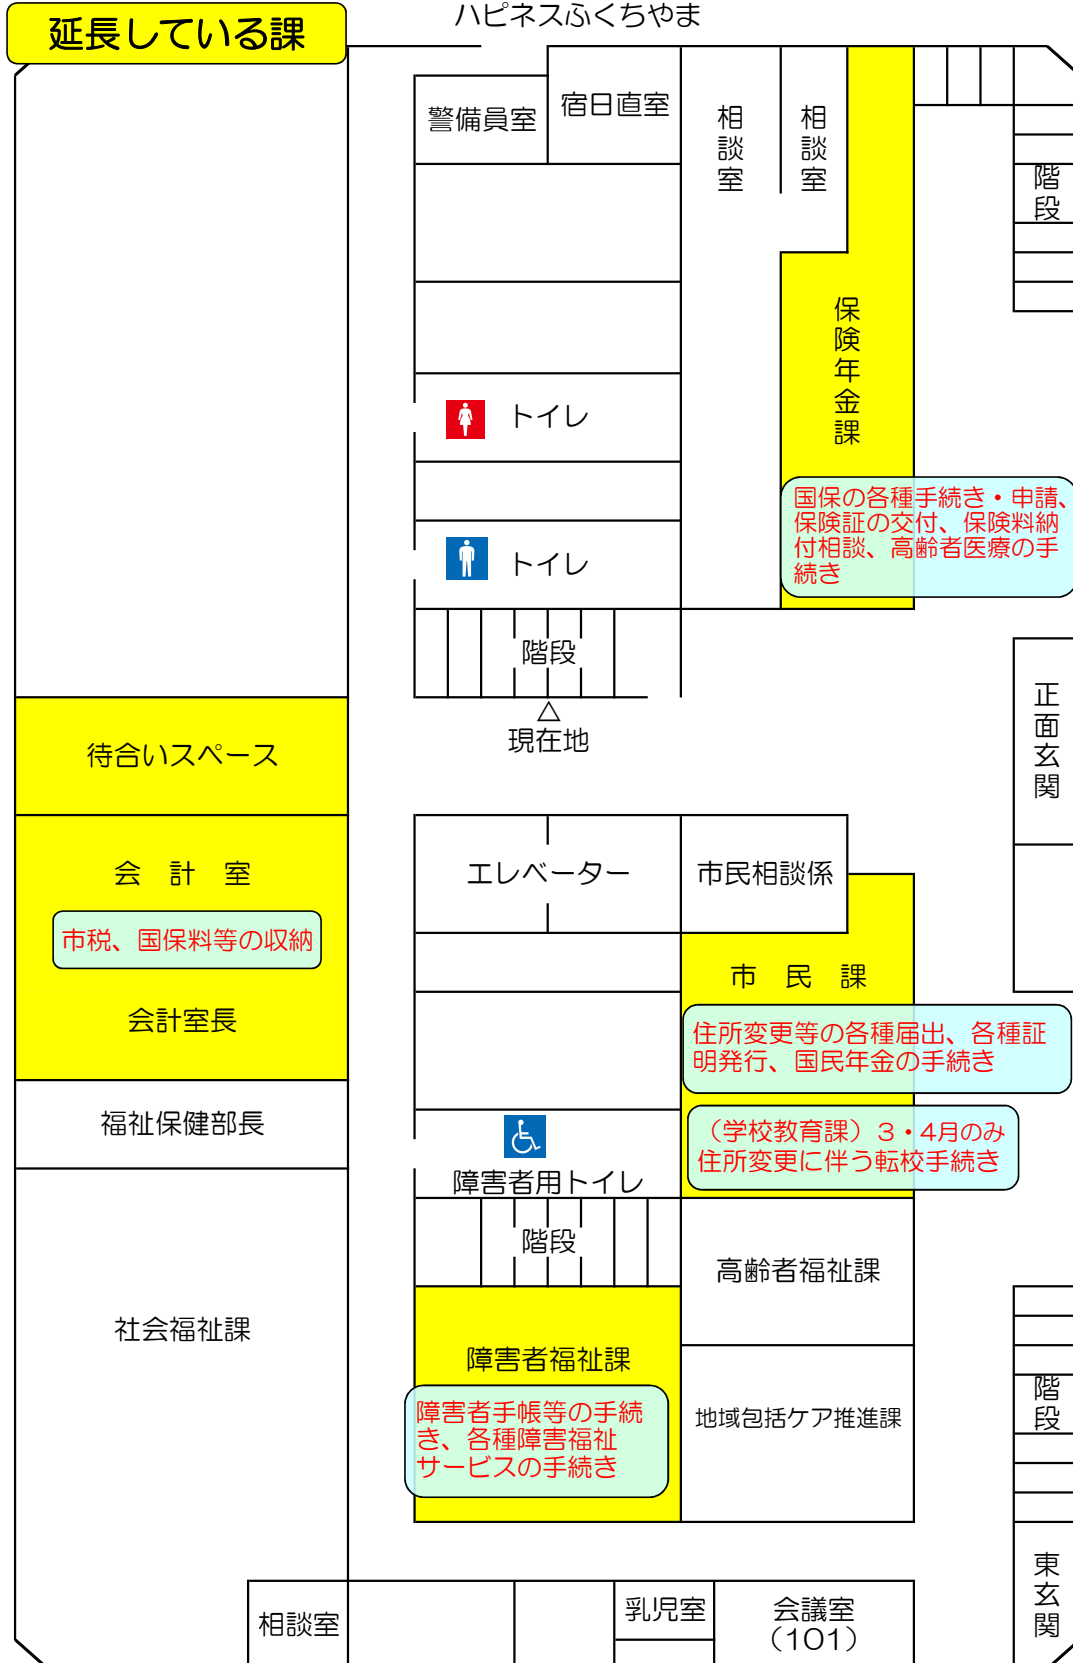 延長している課
ハピネスふくちやま
警備員室
宿日直室
相談室
相談室
階段
保険年金課
トイレ
国保の各種手続き・申請、
保険証の交付、保険料納
付相談、高齢者医療の手
続き
トイレ
階段
△
現在地
正面玄関
待合いスペース
会計室
市税、国保料等の収納
会計室長
エレベーター
市民相談係
市民課
住所変更等の各種届出、各種証
明発行、国民年金の手続き
（学校教育課）3・4月のみ
住所変更に伴う転校手続き
福祉保健部長
障害者用トイレ
階段
高齢者福祉課
社会福祉課
障害者福祉課
障害者手帳等の手続
き、各種障害福祉
サービスの手続き
地域包括ケア推進課
階段
東玄関
相談室
乳児室
会議室
（101）